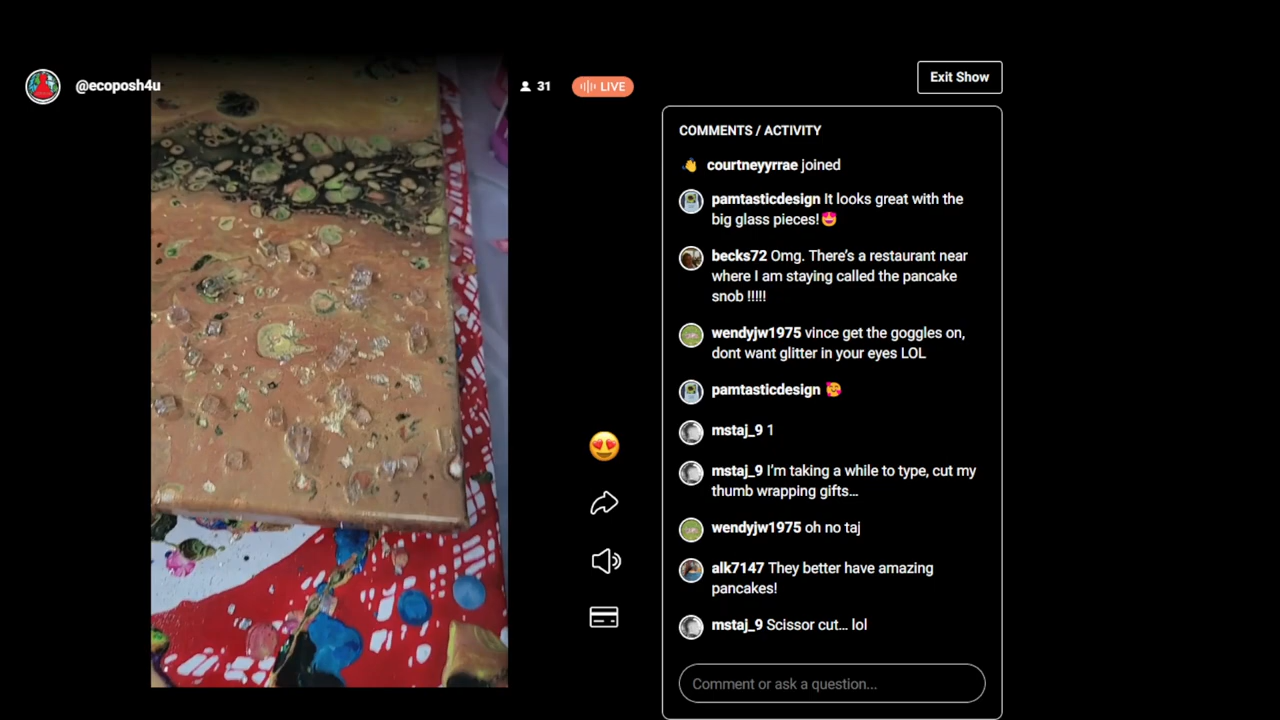 @ecoposh4u
31
LIVE
Exit Show
COMMENTS / ACTIVITY
courtneyyrrae joined
pamtasticdesign It looks great with the
big glass pieces!😍
becks72 Omg. There's a restaurant near
where I am staying called the pancake
snob !!!!!
wendyjw1975 vince get the goggles on,
dont want glitter in your eyes LOL
pamtasticdesign 🥰
mstaj_9 1
mstaj_9 I'm taking a while to type, cut my
thumb wrapping gifts...
wendyjw1975 oh no taj
alk7147 They better have amazing
pancakes!
mstaj_9 Scissor cut... lol
Comment or ask a question...